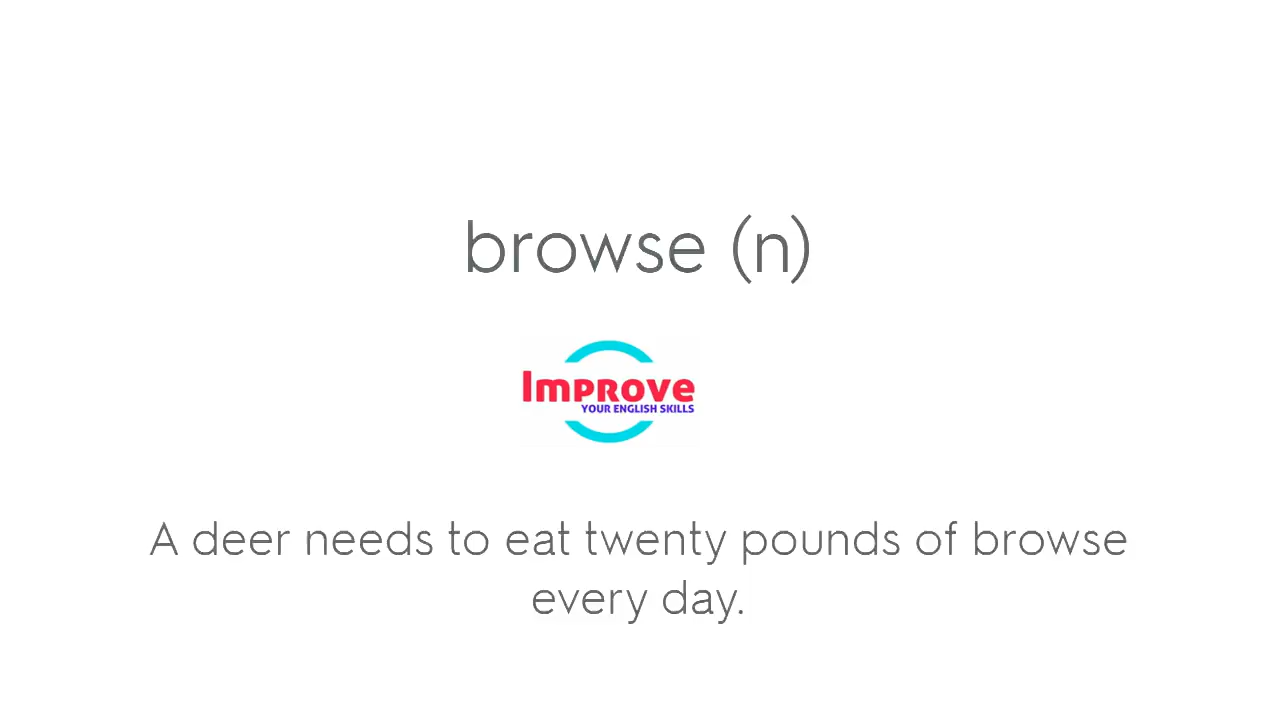 browse (n)
Improve
YOUR ENGLISH SKILLS
A deer needs to eat twenty pounds of browse
every day.